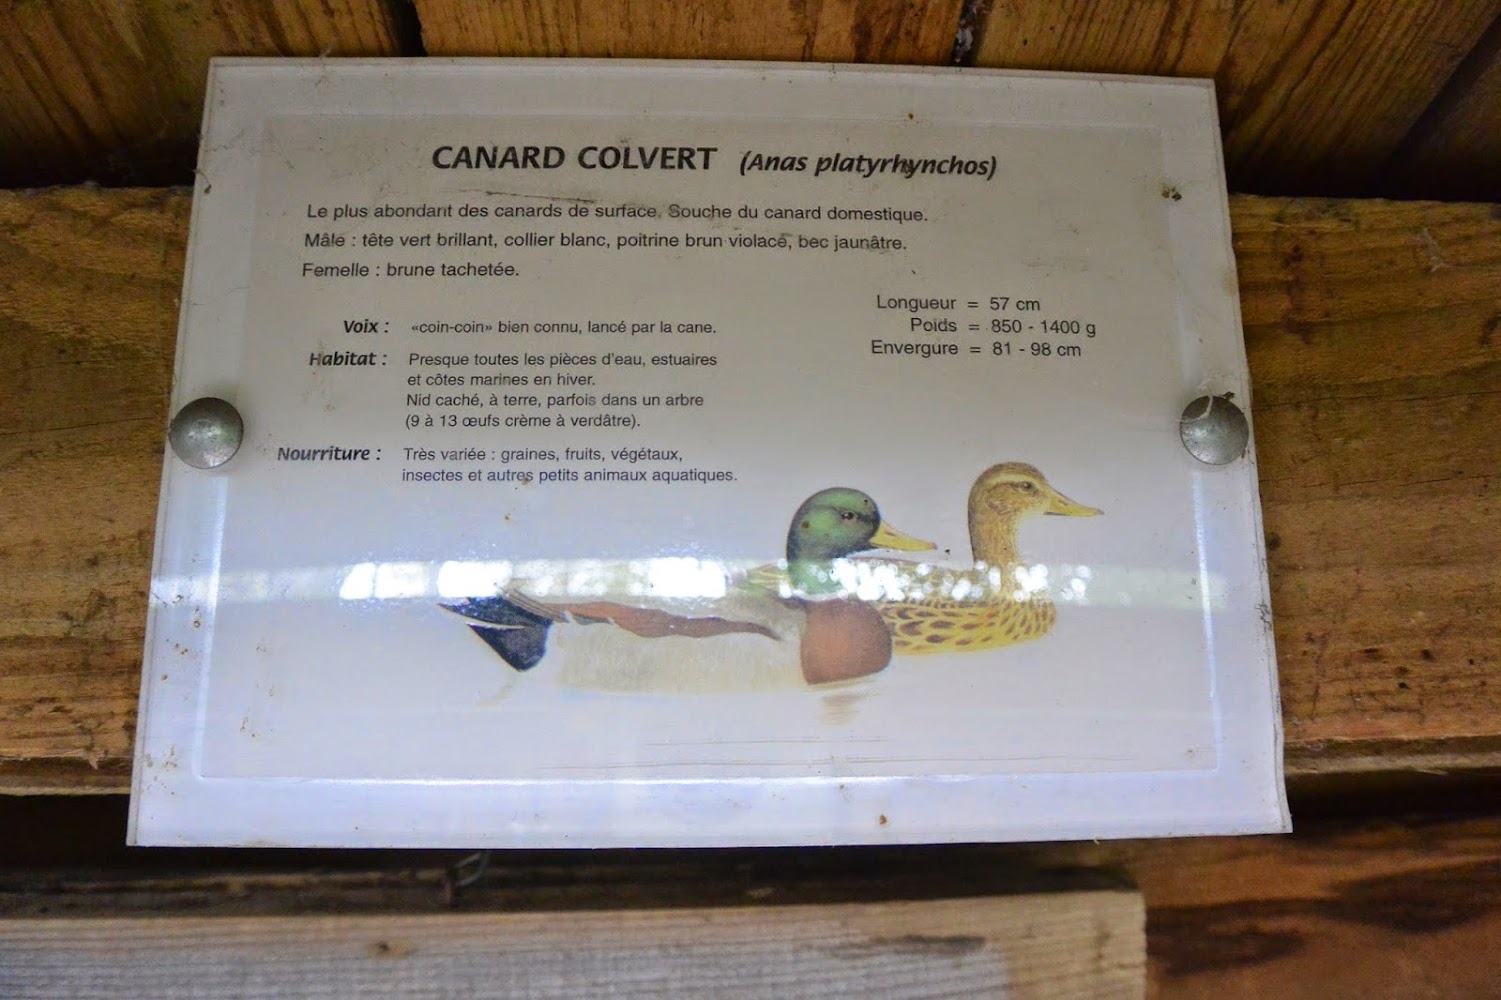 CANARD COLVERT (Anas platyrhynchos)
Le plus abondant des canards de surface. Souche du canard domestique.
Mâle : tête vert brillant, collier blanc, poitrine brun violacé, bec jaunâtre.
Femelle : brune tachetée.
Longueur = 57 cm
Poids = 850 - 1400 g
Envergure = 81 - 98 cm
Voix : «coin-coin» bien connu, lancé par la cane.
Habitat : Presque toutes les pièces d'eau, estuaires
et côtes marines en hiver.
Nid caché, à terre, parfois dans un arbre
(9 à 13 œufs crème à verdâtre).
Nourriture : Très variée : graines, fruits, végétaux,
insectes et autres petits animaux aquatiques.